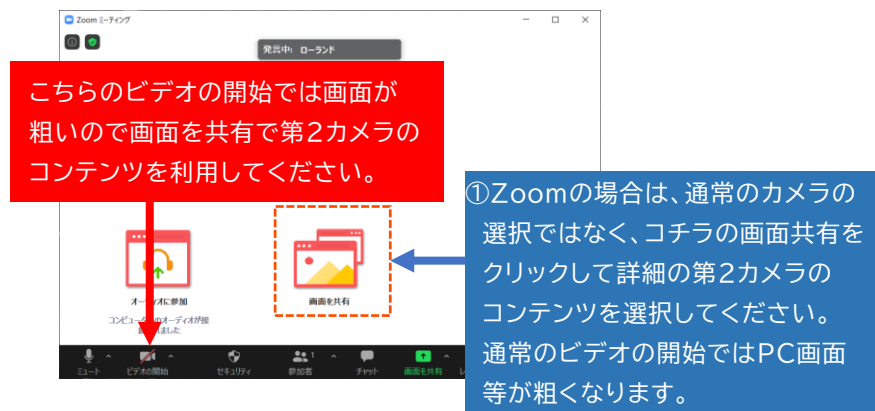 Zoom ミーティング
発言中: ローランド
こちらのビデオの開始では画面が
粗いので画面を共有で第2カメラの
コンテンツを利用してください。
①Zoomの場合は、通常のカメラの
選択ではなく、コチラの画面共有を
クリックして詳細の第2カメラの
コンテンツを選択してください。
通常のビデオの開始ではPC画面
等が粗くなります。
オーディオに参加
画面を共有
ミュート
ビデオの開始
セキュリティ
1
参加者
チャット
画面を共有